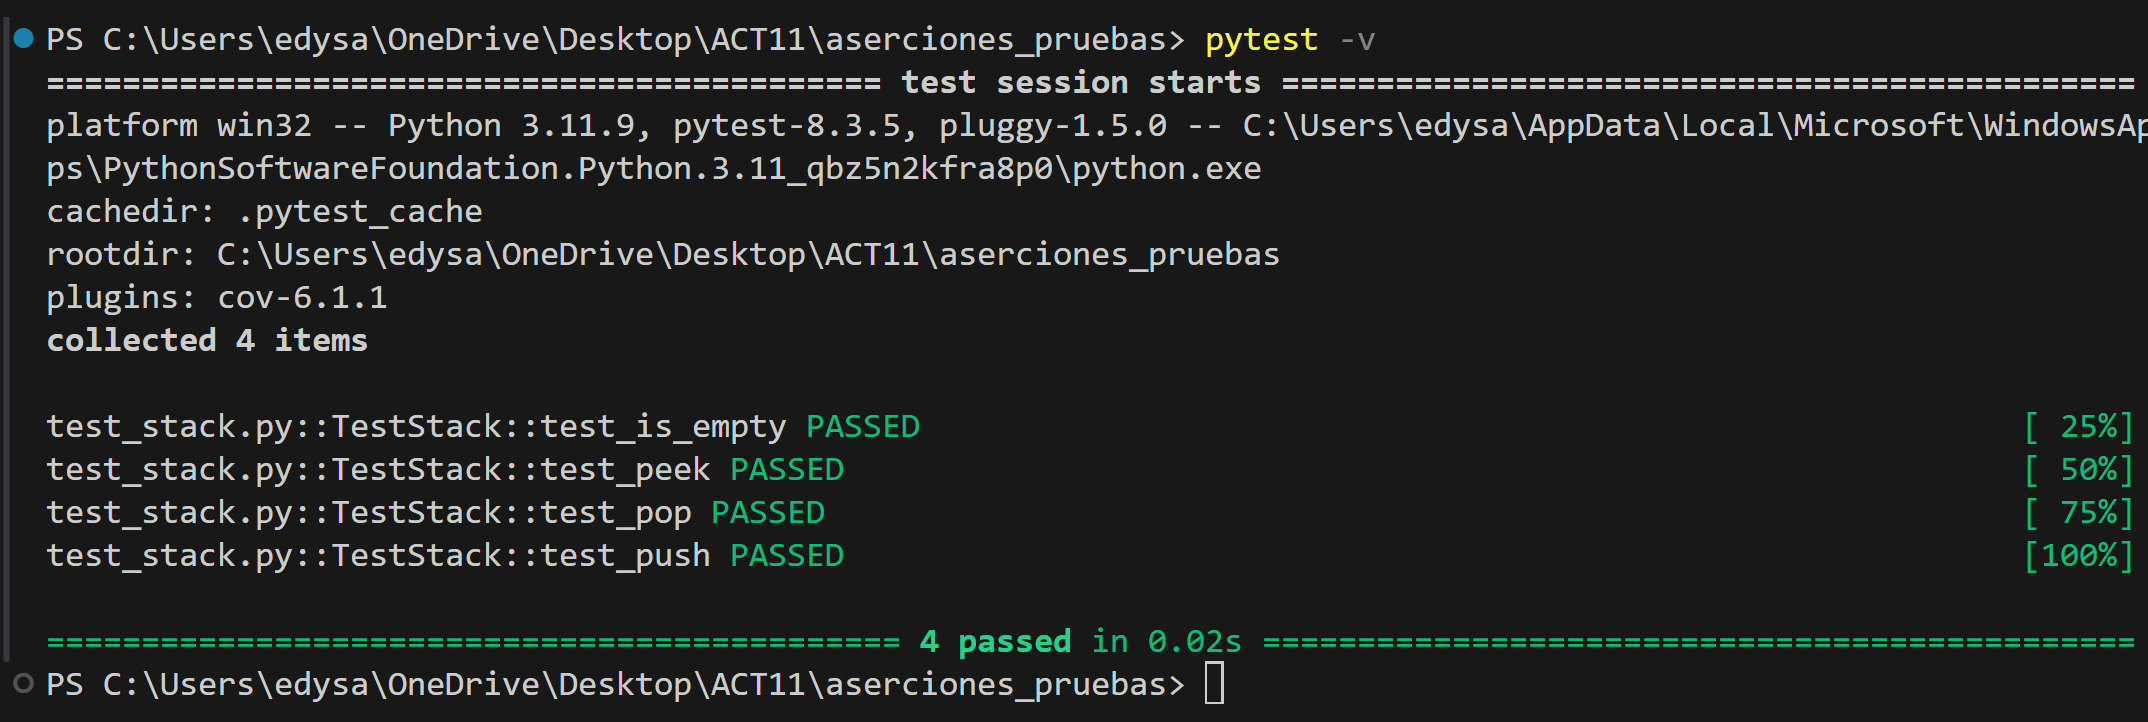 PS C:\Users\edysa\OneDrive\Desktop\ACT11\aserciones_pruebas> pytest -v
============================================ test session starts =============================================
platform win32 -- Python 3.11.9, pytest-8.3.5, pluggy-1.5.0 -- C:\Users\edysa\AppData\Local\Microsoft\WindowsAp
ps\PythonSoftwareFoundation.Python.3.11_qbz5n2kfra8p0\python.exe
cachedir: .pytest_cache
rootdir: C:\Users\edysa\OneDrive\Desktop\ACT11\aserciones_pruebas
plugins: cov-6.1.1
collected 4 items
test_stack.py::TestStack::test_is_empty PASSED [ 25%]
test_stack.py::TestStack::test_peek PASSED [ 50%]
test_stack.py::TestStack::test_pop PASSED [ 75%]
test_stack.py::TestStack::test_push PASSED [100%]
============================================= 4 passed in 0.02s ==============================================
PS C:\Users\edysa\OneDrive\Desktop\ACT11\aserciones_pruebas>